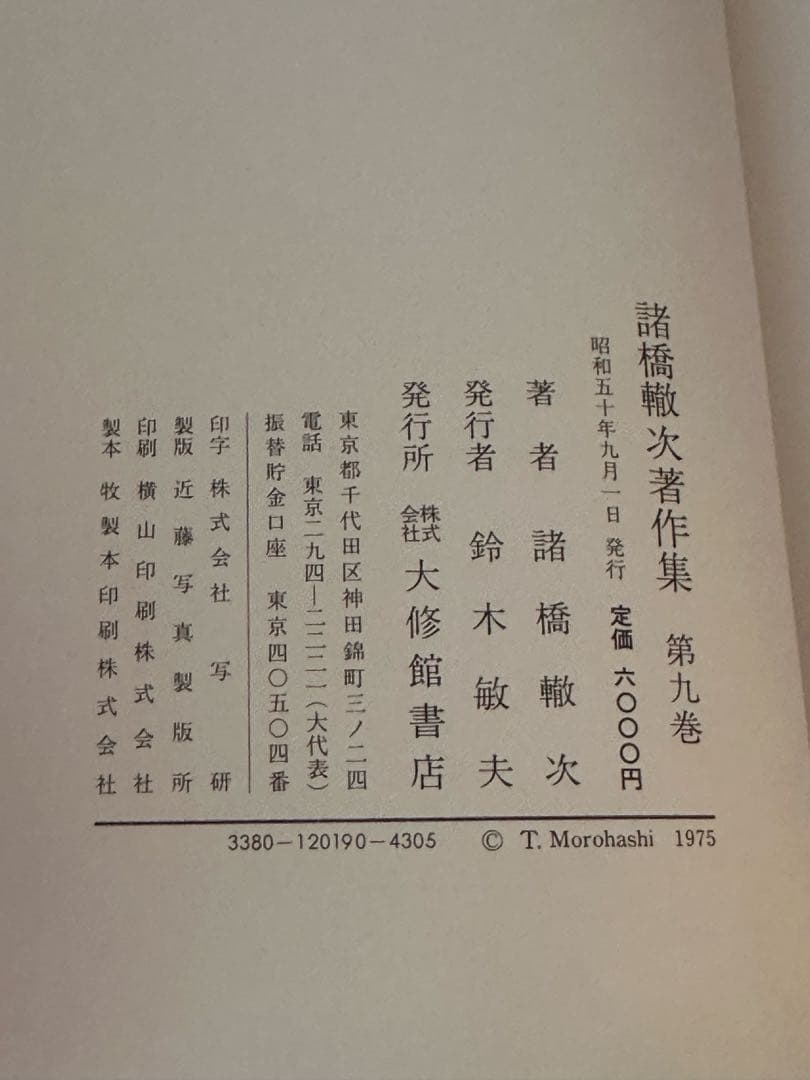 諸橋轍次著作集 第九巻
昭和五十年九月一日 発行 定価 六〇〇〇円
著者 諸橋轍次
発行者 鈴木敏夫
発行所 株式会社 大修館書店
東京都千代田区神田錦町三ノ二四
電話 東京二九四—二二二一(大代表)
振替貯金口座 東京四〇五〇四番
印字 株式会社 写研
製版 近藤写真製版所
印刷 横山印刷株式会社
製本 牧製本印刷株式会社
3380-120190-4305 © T. Morohashi 1975